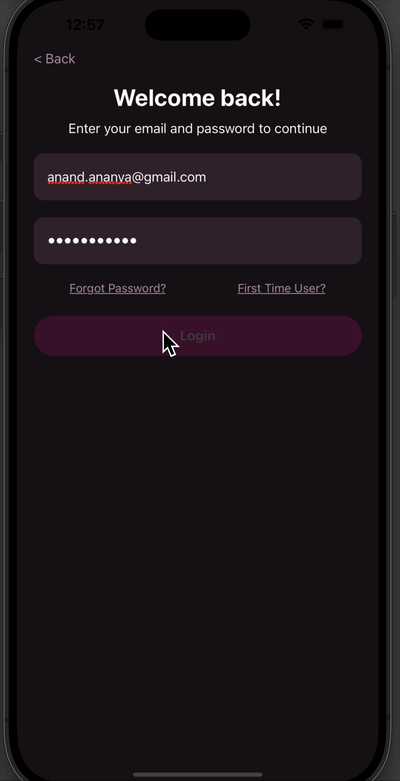 12:57
< Back
Welcome back!
Enter your email and password to continue
anand.ananya@gmail.com
•••••••••••
Forgot Password? First Time User?
Login